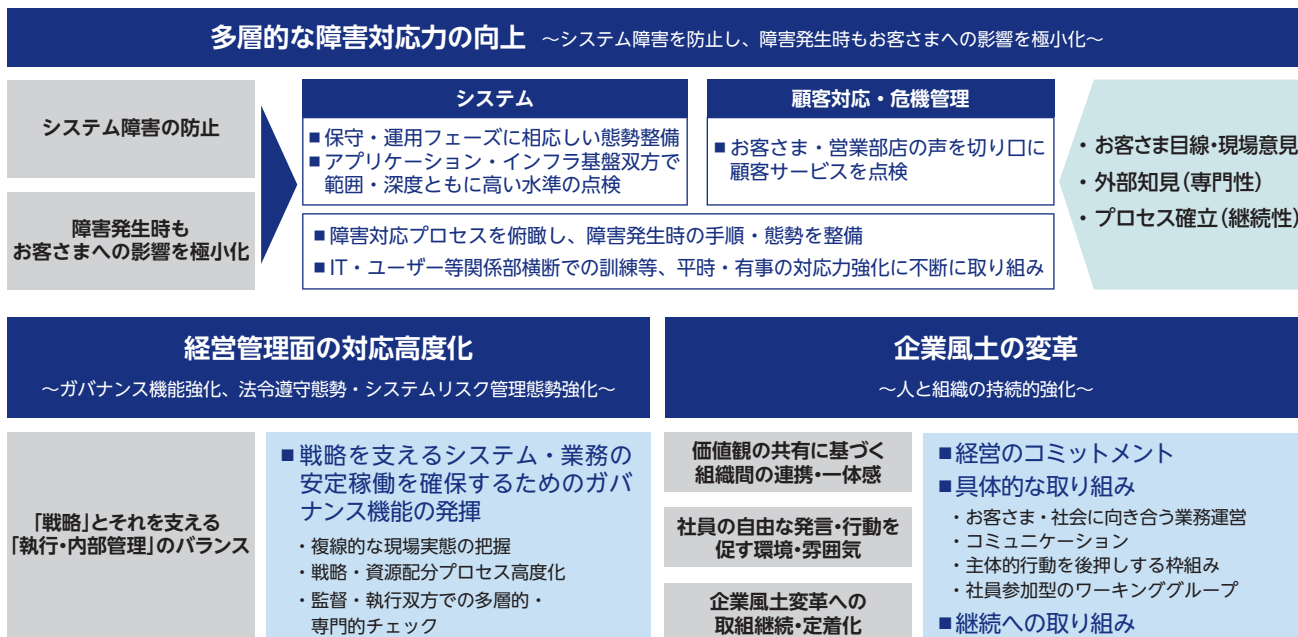 多層的な障害対応力の向上 ～システム障害を防止し、障害発生時もお客さまへの影響を極小化～
システム障害の防止
障害発生時も
お客さまへの影響を極小化
システム
■保守・運用フェーズに相応しい態勢整備
■アプリケーション・インフラ基盤双方で
範囲・深度ともに高い水準の点検
顧客対応・危機管理
■お客さま・営業部店の声を切り口に
顧客サービスを点検
■障害対応プロセスを俯瞰し、障害発生時の手順・態勢を整備
■IT・ユーザー等関係部横断での訓練等、平時・有事の対応力強化に不断に取り組み
・お客さま目線・現場意見
・外部知見（専門性）
・プロセス確立（継続性）
経営管理面の対応高度化
～ガバナンス機能強化、法令遵守態勢・システムリスク管理態勢強化～
「戦略」とそれを支える
「執行・内部管理」のバランス
■戦略を支えるシステム・業務の
安定稼働を確保するためのガバ
ナンス機能の発揮
・複線的な現場実態の把握
・戦略・資源配分プロセス高度化
・監督・執行双方での多層的・
専門的チェック
企業風土の変革
～人と組織の持続的強化～
価値観の共有に基づく
組織間の連携・一体感
社員の自由な発言・行動を
促す環境・雰囲気
企業風土変革への
取組継続・定着化
■経営のコミットメント
■具体的な取り組み
・お客さま・社会に向き合う業務運営
・コミュニケーション
・主体的行動を後押しする枠組み
・社員参加型のワーキンググループ
■継続への取り組み